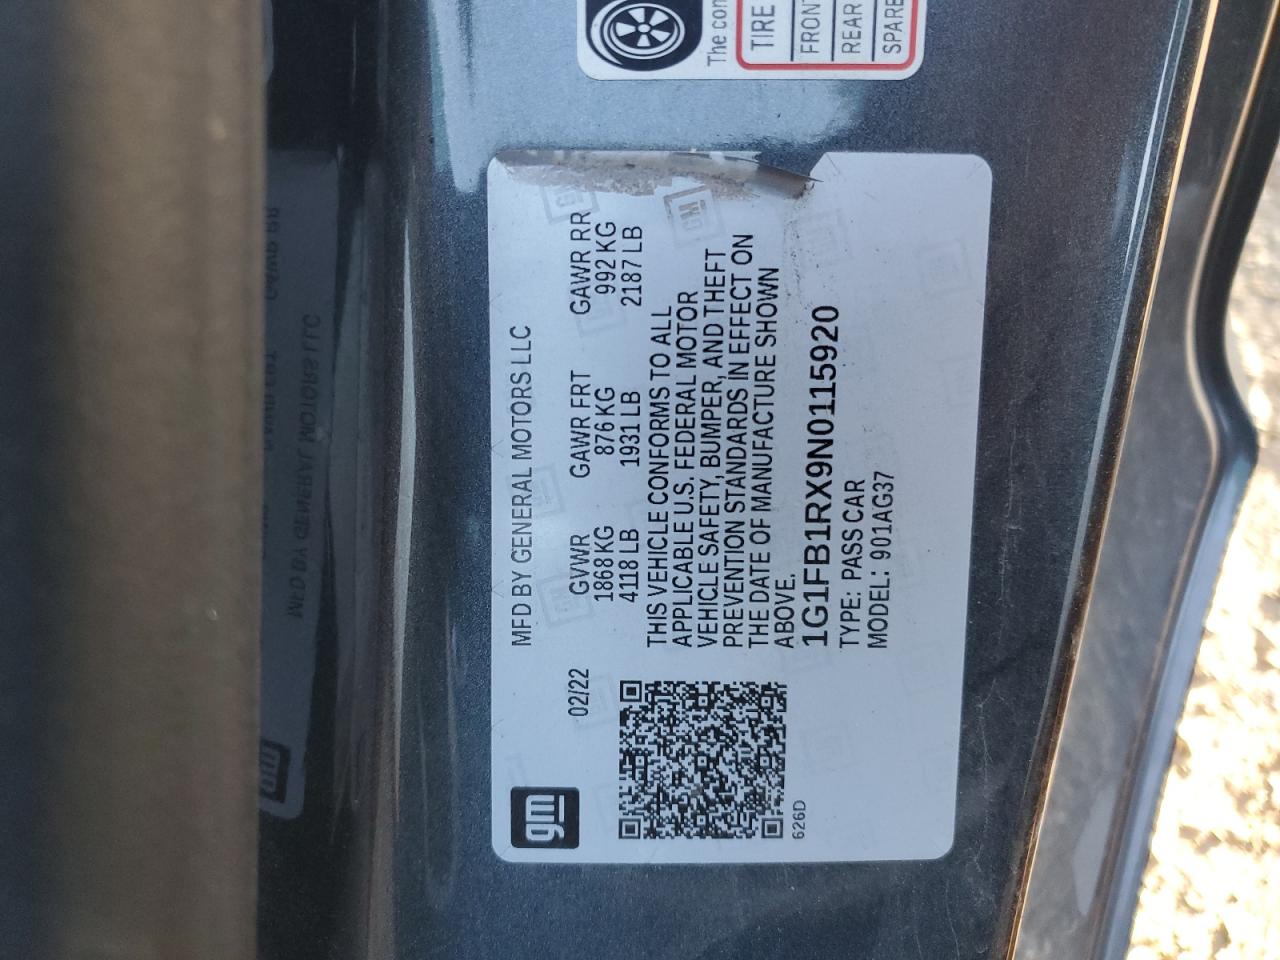 gm
MFD BY GENERAL MOTORS LLC
02/22
GVWR GAWR FRT GAWR RR
1868 KG 876 KG 992 KG
4118 LB 1931 LB 2187 LB
THIS VEHICLE CONFORMS TO ALL
APPLICABLE U.S. FEDERAL MOTOR
VEHICLE SAFETY, BUMPER, AND THEFT
PREVENTION STANDARDS IN EFFECT ON
THE DATE OF MANUFACTURE SHOWN
ABOVE.
1G1FB1RX9N0115920
TYPE: PASS CAR
MODEL: 901AG37
626D
The con
TIRE
FRONT
REAR
SPARE